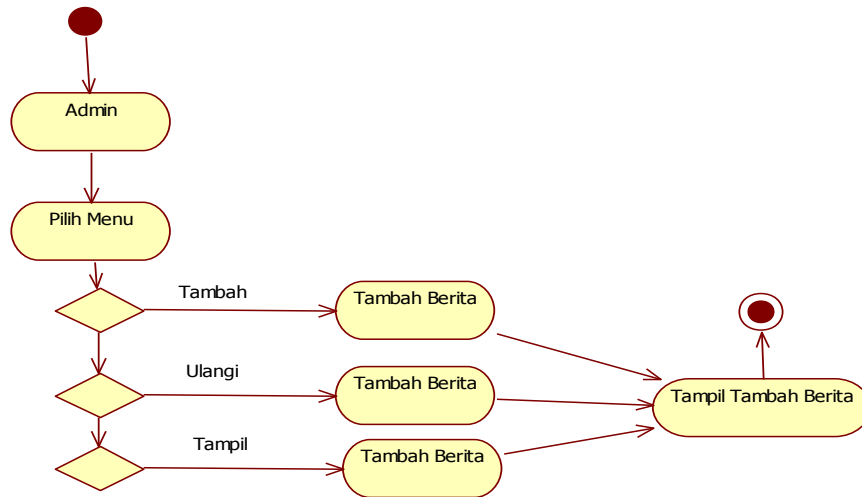 Admin
Pilih Menu
Tambah
Tambah Berita
Ulangi
Tambah Berita
Tampil Tambah Berita
Tampil
Tambah Berita